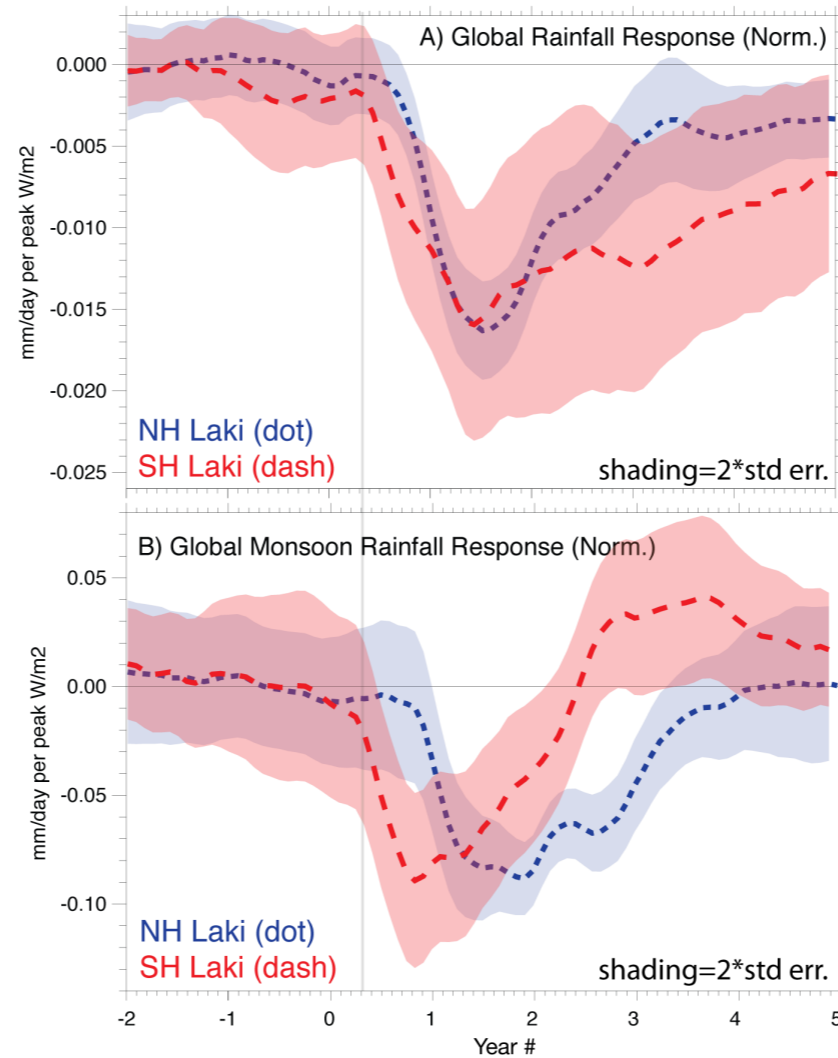 A) Global Rainfall Response (Norm.)
0.000
-0.005
-0.010
-0.015
-0.020
-0.025
mm/day per peak W/m2
NH Laki (dot)
SH Laki (dash)
shading=2*std err.
B) Global Monsoon Rainfall Response (Norm.)
0.05
0.00
-0.05
-0.10
mm/day per peak W/m2
NH Laki (dot)
SH Laki (dash)
shading=2*std err.
-2 -1 0 1 2 3 4 5
Year #